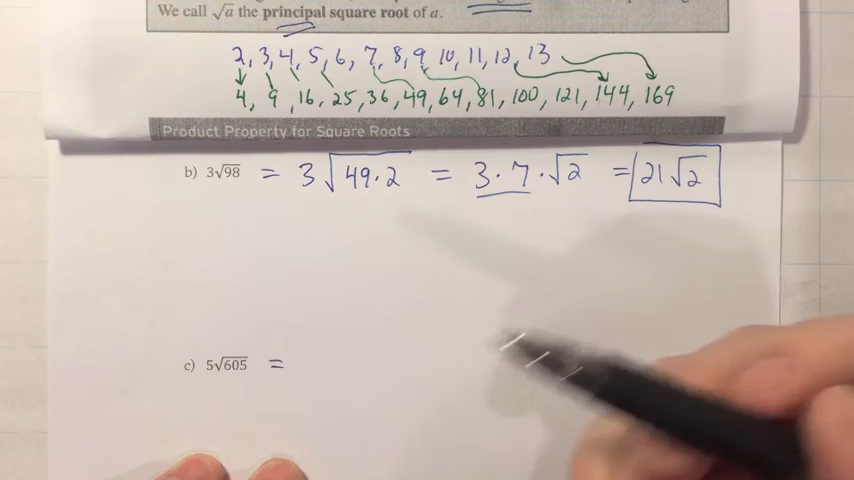 We call √a the principal square root of a.
2, 3, 4, 5, 6, 7, 8, 9, 10, 11, 12, 13
4, 9, 16, 25, 36, 49, 64, 81, 100, 121, 144, 169
Product Property for Square Roots
b) 3√98 = 3√49·2 = 3·7·√2 = 21√2
c) 5√605 =